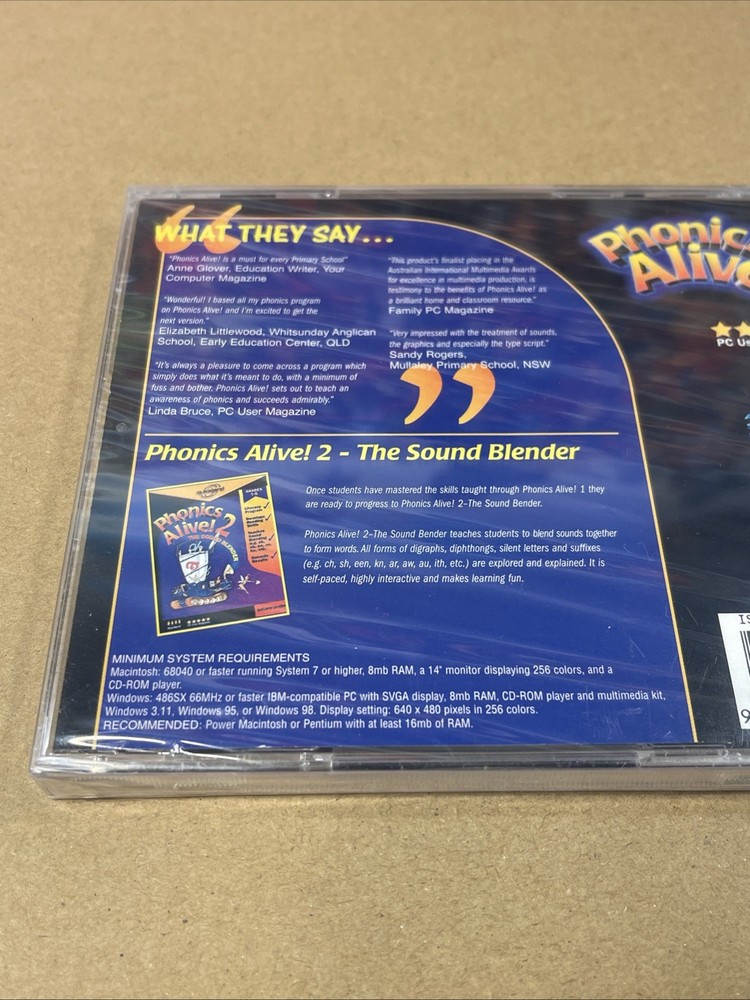 WHAT THEY SAY...
"Phonics Alive! is a must for every Primary School"
Anne Glover, Education Writer, Your
Computer Magazine
"Wonderful! I based all my phonics program
on Phonics Alive! and I'm excited to get the
next version."
Elizabeth Littlewood, Whitsunday Anglican
School, Early Education Center, QLD
"It's always a pleasure to come across a program which
simply does what it's meant to do, with a minimum of
fuss and bother. Phonics Alive! sets out to teach an
awareness of phonics and succeeds admirably."
Linda Bruce, PC User Magazine
"This product's finalist placing in the
Australian International Multimedia Awards
for excellence in multimedia production, is
testimony to the benefits of Phonics Alive! as
a brilliant home and classroom resource."
Family PC Magazine
"Very impressed with the treatment of sounds,
the graphics and especially the type script."
Sandy Rogers,
Mullaley Primary School, NSW
Phonic
Alive
PC Us
Phonics Alive! 2 - The Sound Blender
Phonics
Alive! 2
THE SOUND BLENDER
Once students have mastered the skills taught through Phonics Alive! 1 they
are ready to progress to Phonics Alive! 2–The Sound Blender.
Phonics Alive! 2–The Sound Blender teaches students to blend sounds together
to form words. All forms of digraphs, diphthongs, silent letters and suffixes
(e.g. ch, sh, een, kn, ar, aw, au, ith, etc.) are explored and explained. It is
self-paced, highly interactive and makes learning fun.
MINIMUM SYSTEM REQUIREMENTS
Macintosh: 68040 or faster running System 7 or higher, 8mb RAM, a 14" monitor displaying 256 colors, and a
CD-ROM player.
Windows: 486SX 66MHz or faster IBM-compatible PC with SVGA display, 8mb RAM, CD-ROM player and multimedia kit,
Windows 3.11, Windows 95, or Windows 98. Display setting: 640 x 480 pixels in 256 colors.
RECOMMENDED: Power Macintosh or Pentium with at least 16mb of RAM.
IS
9